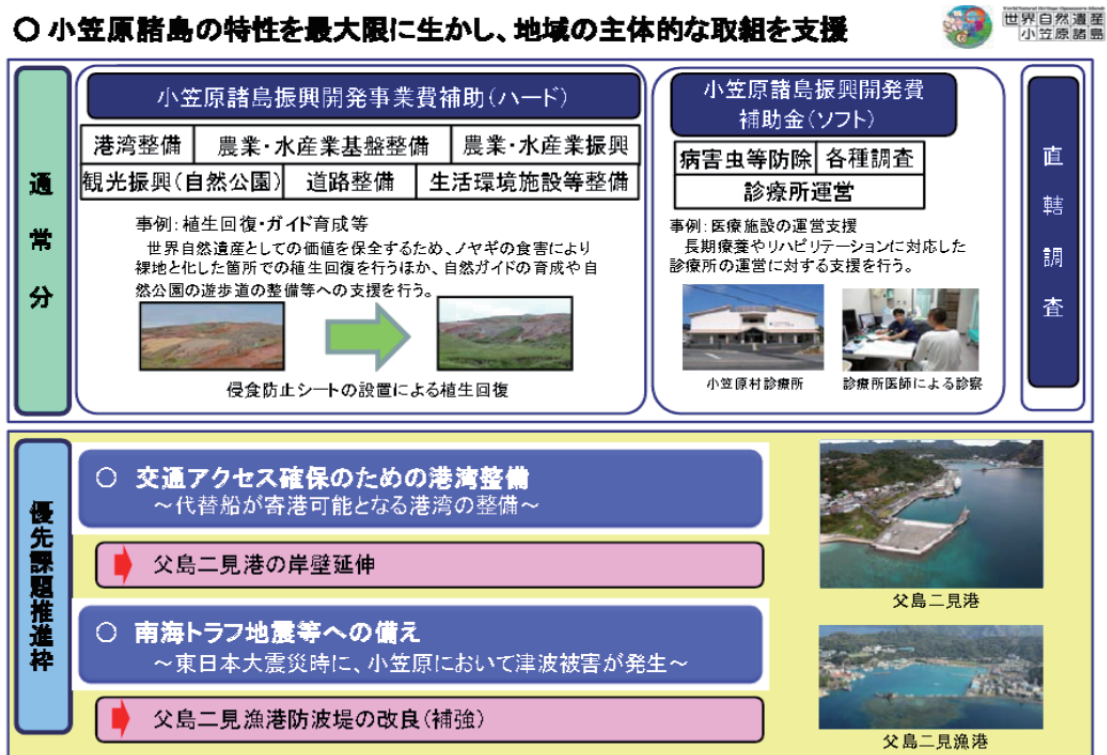 ○ 小笠原諸島の特性を最大限に生かし、地域の主体的な取組を支援
世界自然遺産
小笠原諸島
通常分
小笠原諸島振興開発事業費補助(ハード)
港湾整備
農業・水産業基盤整備
農業・水産業振興
観光振興(自然公園)
道路整備
生活環境施設等整備
事例:植生回復・ガイド育成等
世界自然遺産としての価値を保全するため、ノヤギの食害により
裸地と化した箇所での植生回復を行うほか、自然ガイドの育成や自
然公園の遊歩道の整備等への支援を行う。
侵食防止シートの設置による植生回復
小笠原諸島振興開発費
補助金(ソフト)
病害虫等防除
各種調査
診療所運営
事例:医療施設の運営支援
長期療養やリハビリテーションに対応した
診療所の運営に対する支援を行う。
小笠原村診療所
診療所医師による診察
直轄調査
優先課題推進枠
○ 交通アクセス確保のための港湾整備
~代替船が寄港可能となる港湾の整備~
父島二見港の岸壁延伸
○ 南海トラフ地震等への備え
~東日本大震災時に、小笠原において津波被害が発生~
父島二見漁港防波堤の改良(補強)
父島二見港
父島二見漁港